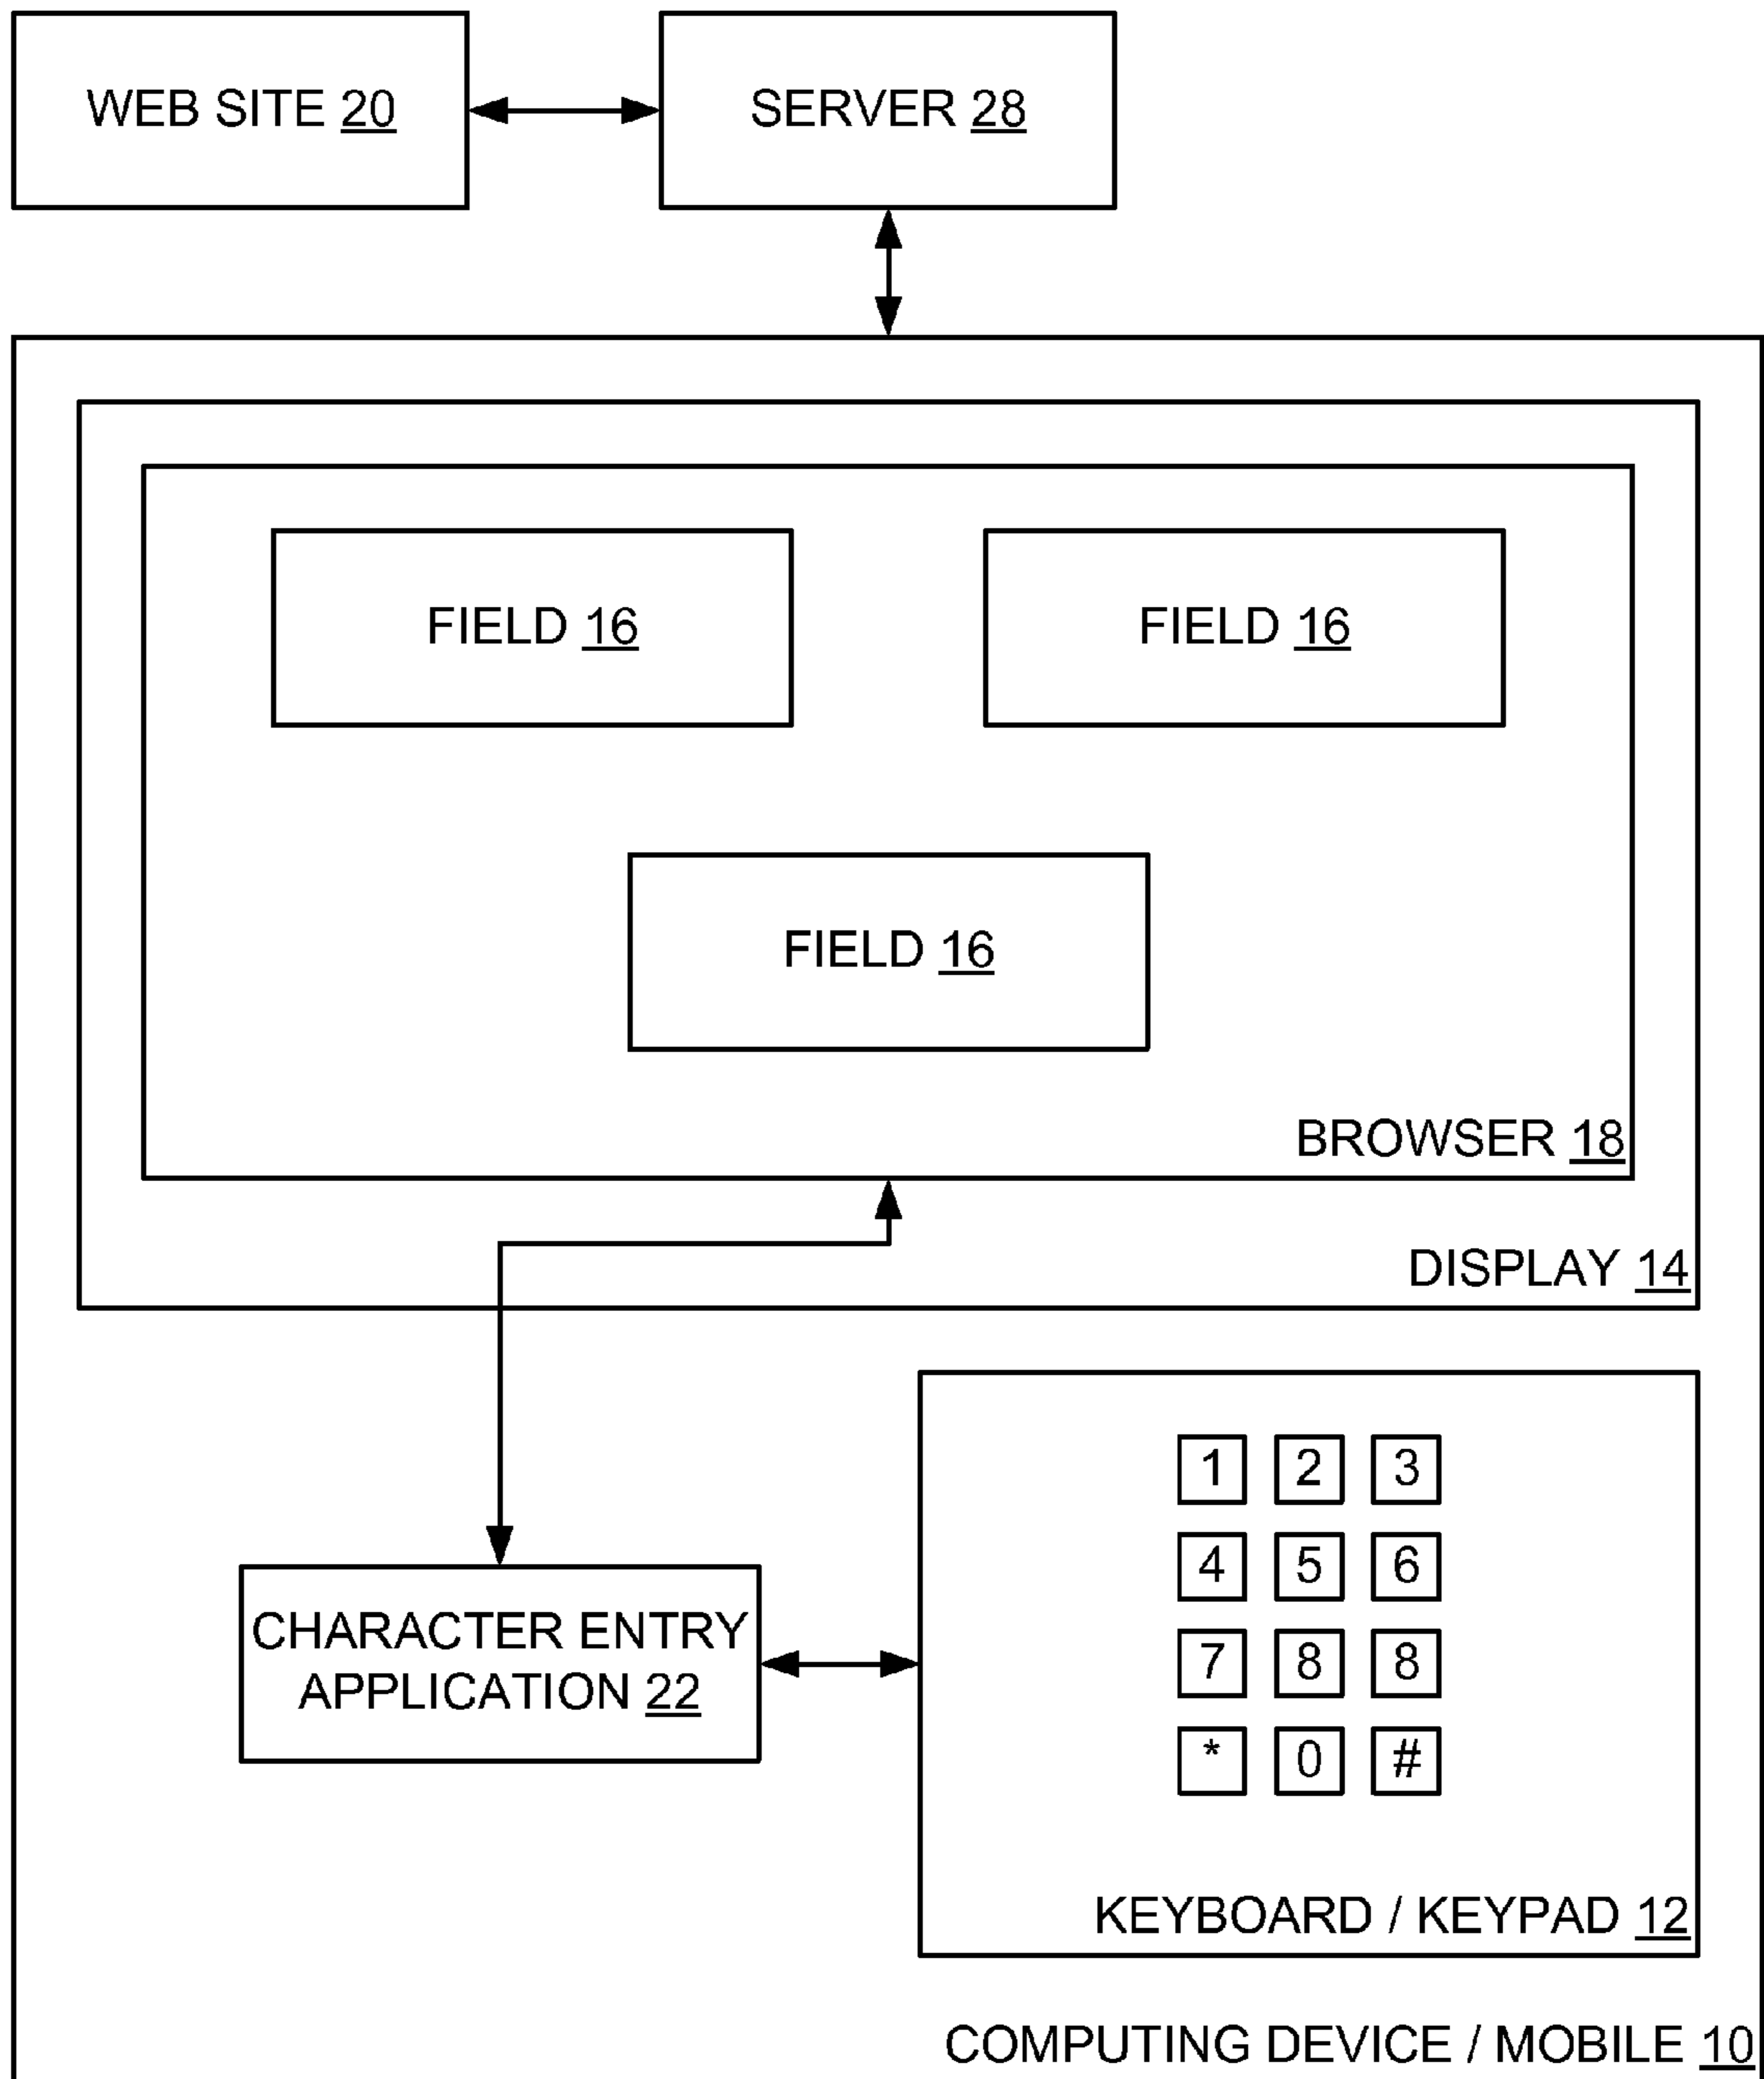 WEB SITE 20
SERVER 28
FIELD 16
FIELD 16
FIELD 16
BROWSER 18
DISPLAY 14
1 2 3
4 5 6
7 8 8
* 0 #
CHARACTER ENTRY
APPLICATION 22
KEYBOARD / KEYPAD 12
COMPUTING DEVICE / MOBILE 10